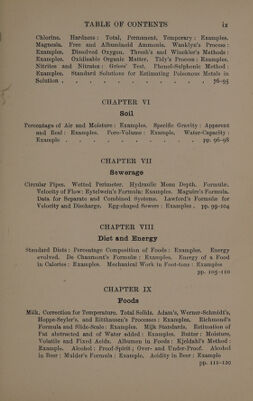 TABLE OF CONTENTS ix
Chlorine. Hardness: Total, Permanent, Temporary: Examples.
Magnesia. Free and Albuminoid Ammonia. Wanklyn's Process:
Examples. Dissolved Oxygen. Thresh's and Winckler's Methods:
Examples. Oxidisable Organic Matter. Tidy's Process: Examples.
Nitrites and Nitrates: Griess' Test. Phenol-Sulphonic Method:
Examples. Standard Solutions for Estimating Poisonous Metals in
Solution . . . . . . . . . 76-95
CHAPTER VI
Soil
Percentages of Air and Moisture: Examples. Specific Gravity: Apparent
and Real: Examples. Pore-Volume: Example. Water-Capacity:
Example . . . . . . . pp. 96-98
CHAPTER VII
Sewerage
Circular Pipes. Wetted Perimeter. Hydraulic Mean Depth. Formulæ.
Velocity of Flow: Eytelwein's Formula: Examples. Maguire's Formula.
Data for Separate and Combined Systems. Lawford's Formulæ for
Velocity and Discharge. Egg-shaped Sewers: Examples. pp. 99-104
CHAPTER VIII
Diet and Energy
Standard Diets: Percentage Composition of Foods: Examples. Energy
evolved. De Chaumont's Formulæ: Examples. Energy of a Food
in Calories: Examples. Mechanical Work in Foot-tons: Examples
pp. 105-110
CHAPTER IX
Foods
Milk, Correction for Temperature. Total Solids. Adam's, Werner-Schmidt's,
Hoppe-Seyler's, and Ritthausen's Processes: Examples. Richmond's
Formula and Slide-Scale: Examples. Milk Standards. Estimation of
Fat abstracted and of Water added: Examples. Butter: Moisture,
Volatile and Fixed Acids. Albumen in Foods: Kjeldahl's Method:
Example. Alcohol: Proof-Spirit; Over- and Under-Proof. Alcohol
in Beer: Mulder's Formula: Example. Acidity in Beer: Example
pp. 111-129